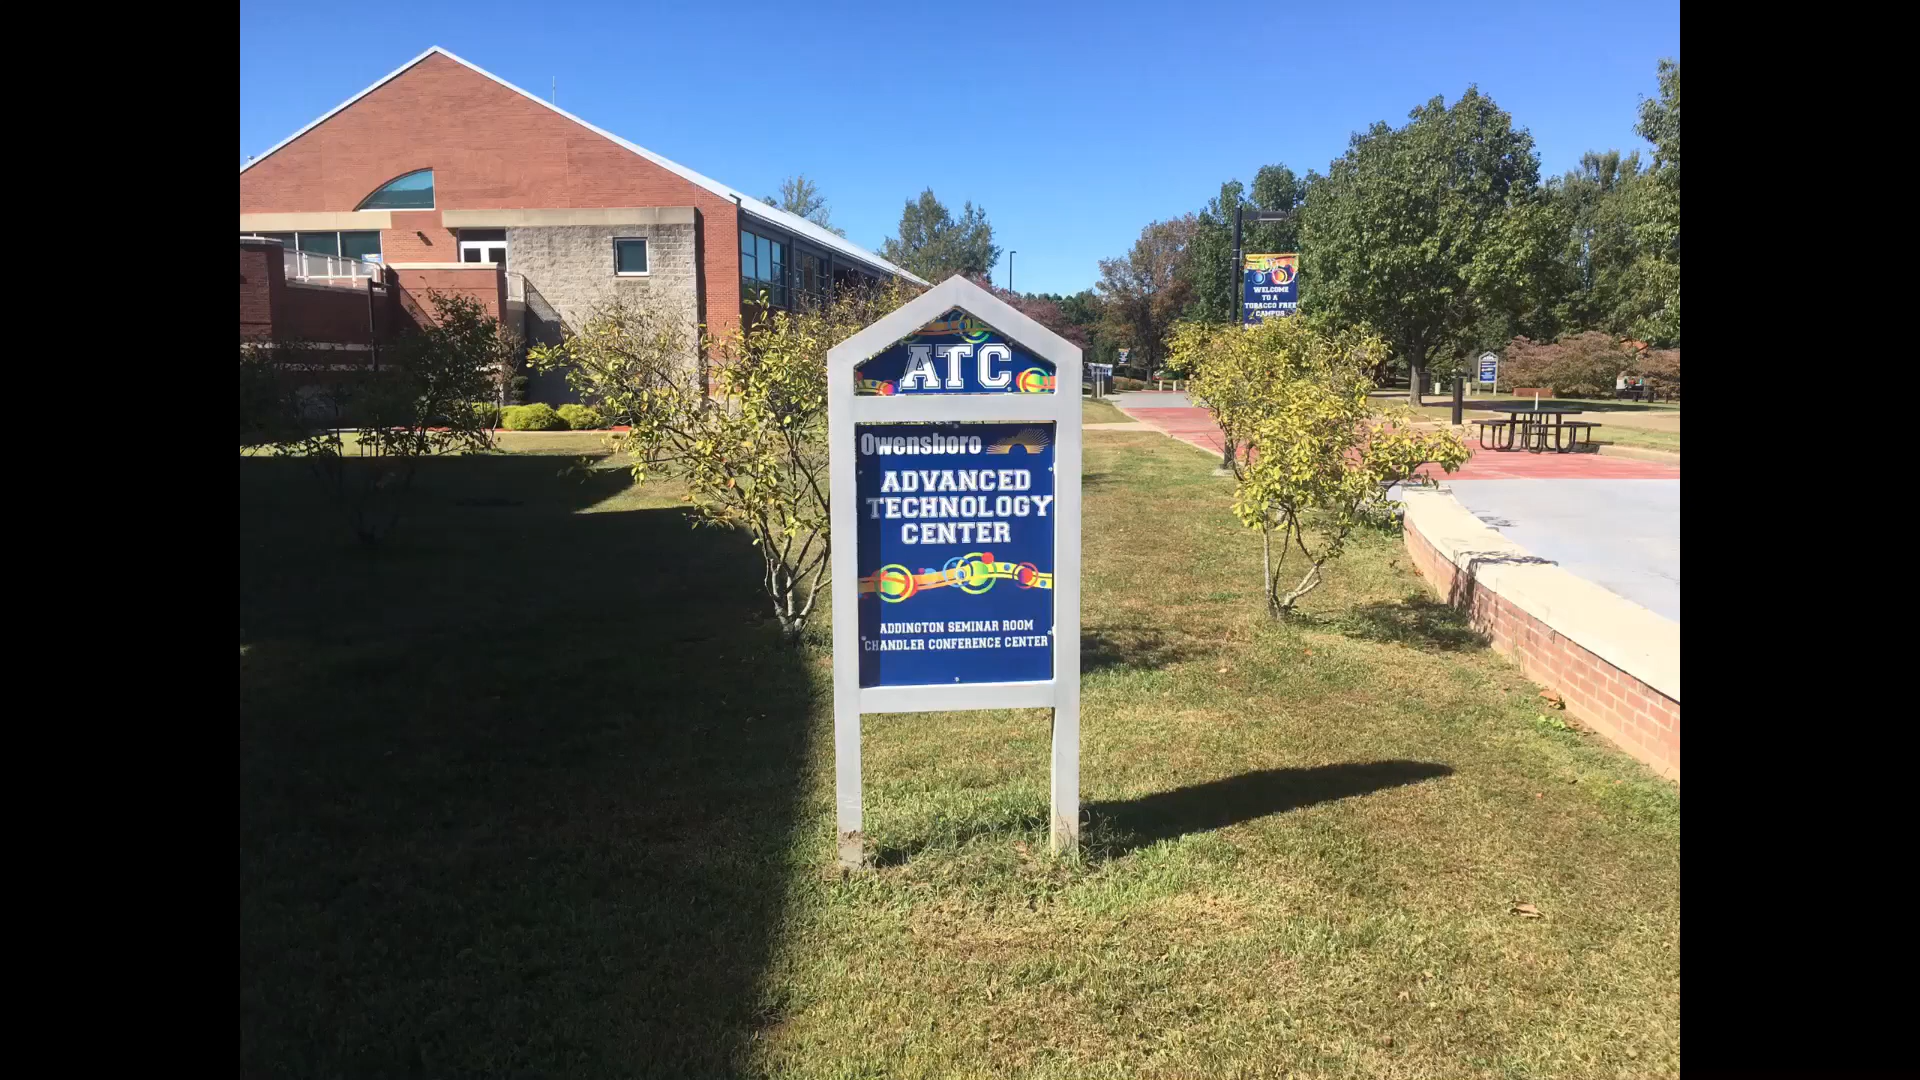 ATC
Owensboro
ADVANCED
TECHNOLOGY
CENTER
ADDINGTON SEMINAR ROOM
CHANDLER CONFERENCE CENTER
WELCOME
TO A
TOBACCO FREE
CAMPUS